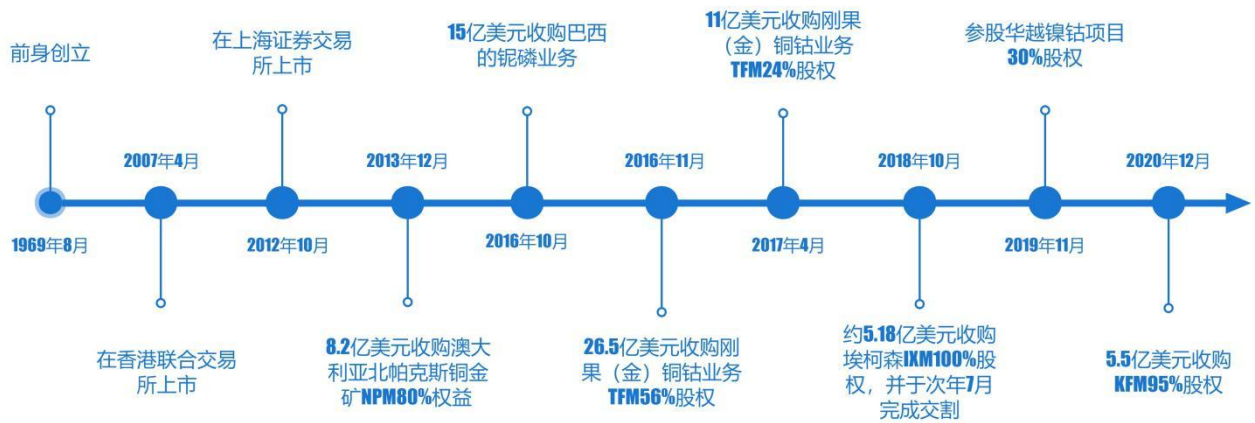 前身创立
1969年8月
2007年4月
在香港联合交易
所上市
在上海证券交易
所上市
2012年10月
2013年12月
8.2亿美元收购澳大
利亚北帕克斯铜金
矿NPM80%权益
15亿美元收购巴西
的铌磷业务
2016年10月
2016年11月
26.5亿美元收购刚
果（金）铜钴业务
TFM56%股权
11亿美元收购刚果
（金）铜钴业务
TFM24%股权
2017年4月
2018年10月
约5.18亿美元收购
埃柯森IXM100%股
权，并于次年7月
完成交割
参股华越镍钴项目
30%股权
2019年11月
2020年12月
5.5亿美元收购
KFM95%股权